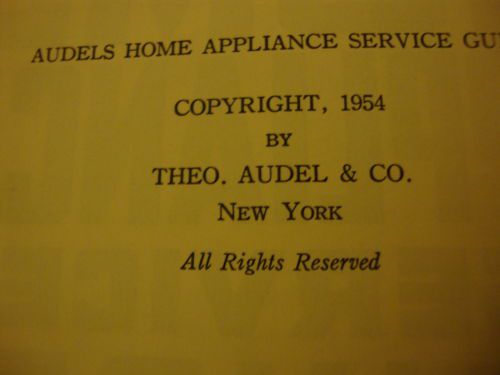 AUDELS HOME APPLIANCE SERVICE
COPYRIGHT, 1954
BY
THEO. AUDEL & CO.
NEW YORK
All Rights Reserved